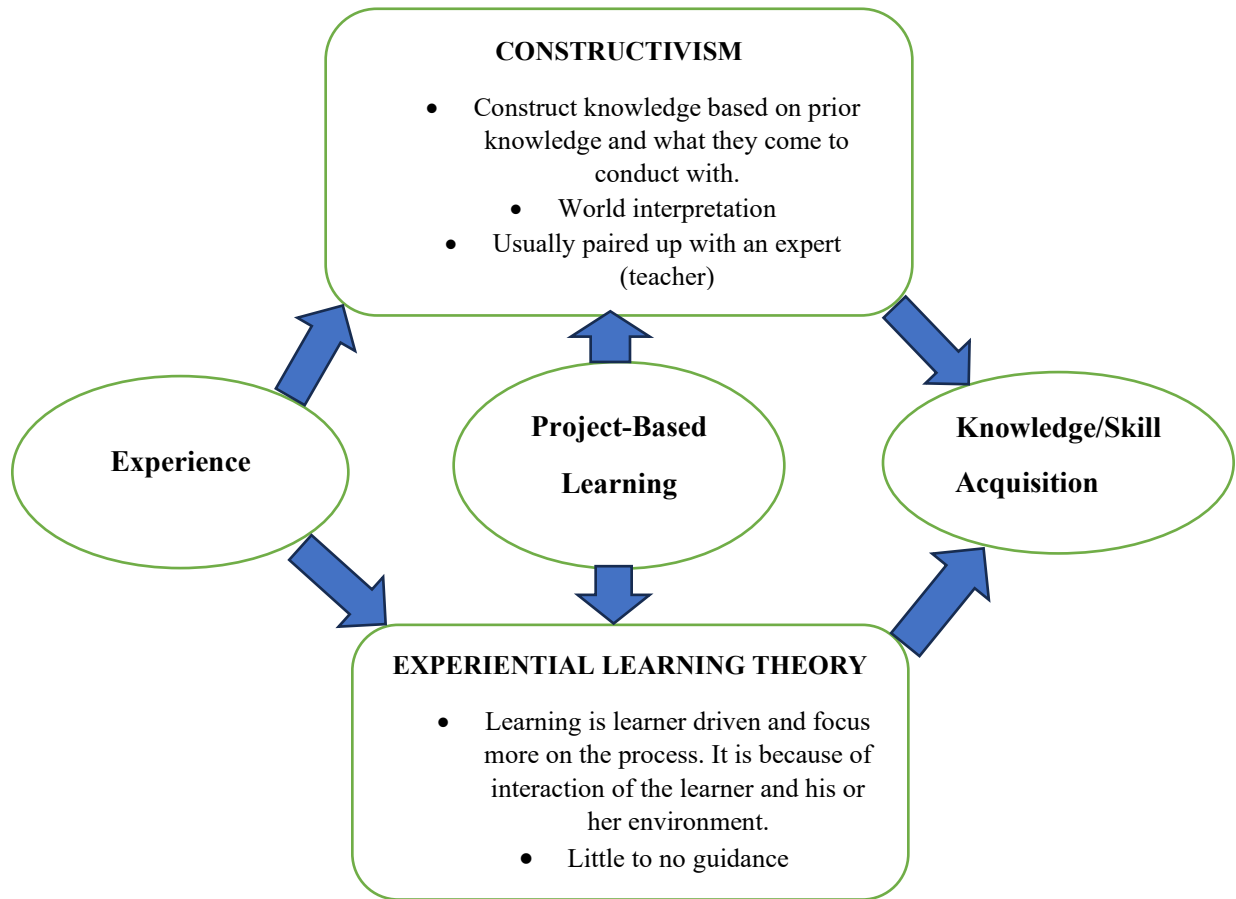 CONSTRUCTIVISM
• Construct knowledge based on prior
knowledge and what they come to
conduct with.
• World interpretation
• Usually paired up with an expert
(teacher)
Experience
Project-Based
Learning
Knowledge/Skill
Acquisition
EXPERIENTIAL LEARNING THEORY
• Learning is learner driven and focus
more on the process. It is because of
interaction of the learner and his or
her environment.
• Little to no guidance